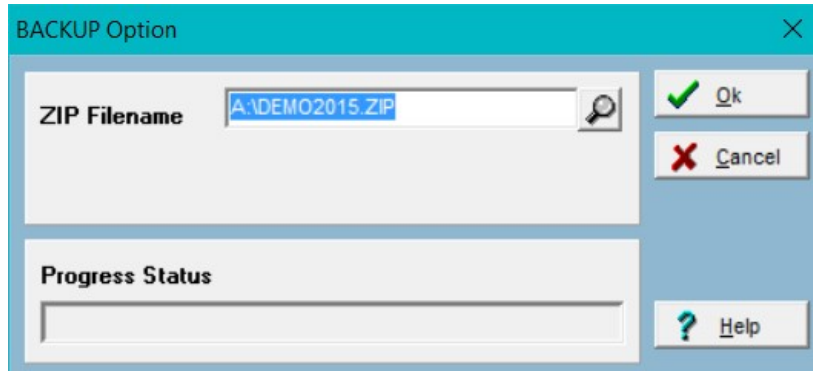 BACKUP Option
ZIP Filename
A:\DEMO2015.ZIP
Ok
Cancel
Progress Status
Help